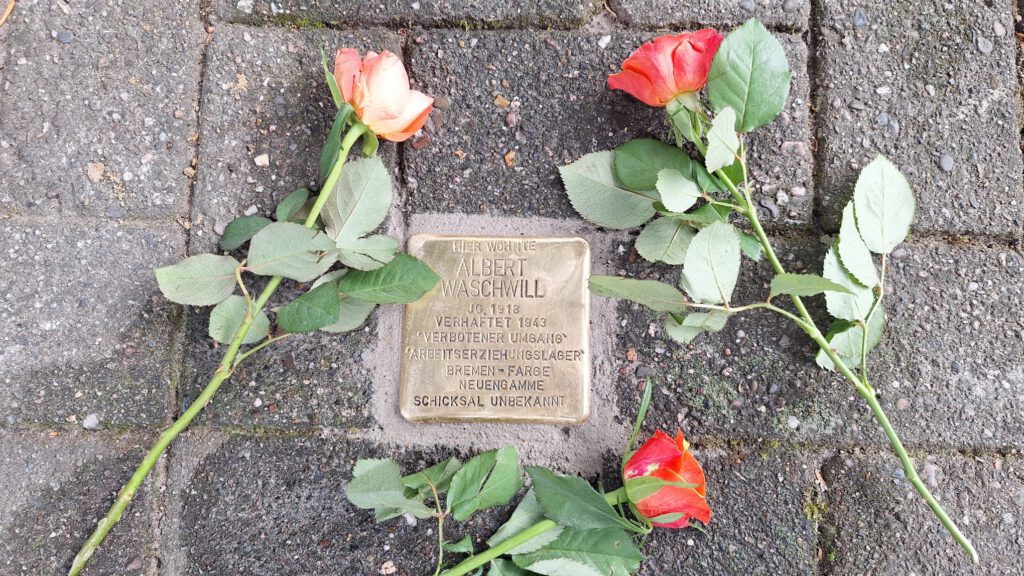 HIER WOHNTE
ALBERT
WASCHWILL
JG. 1918
VERHAFTET 1943
"VERBOTENER UMGANG"
"ARBEITSERZIEHUNGSLAGER"
BREMEN-FARGE
NEUENGAMME
SCHICKSAL UNBEKANNT